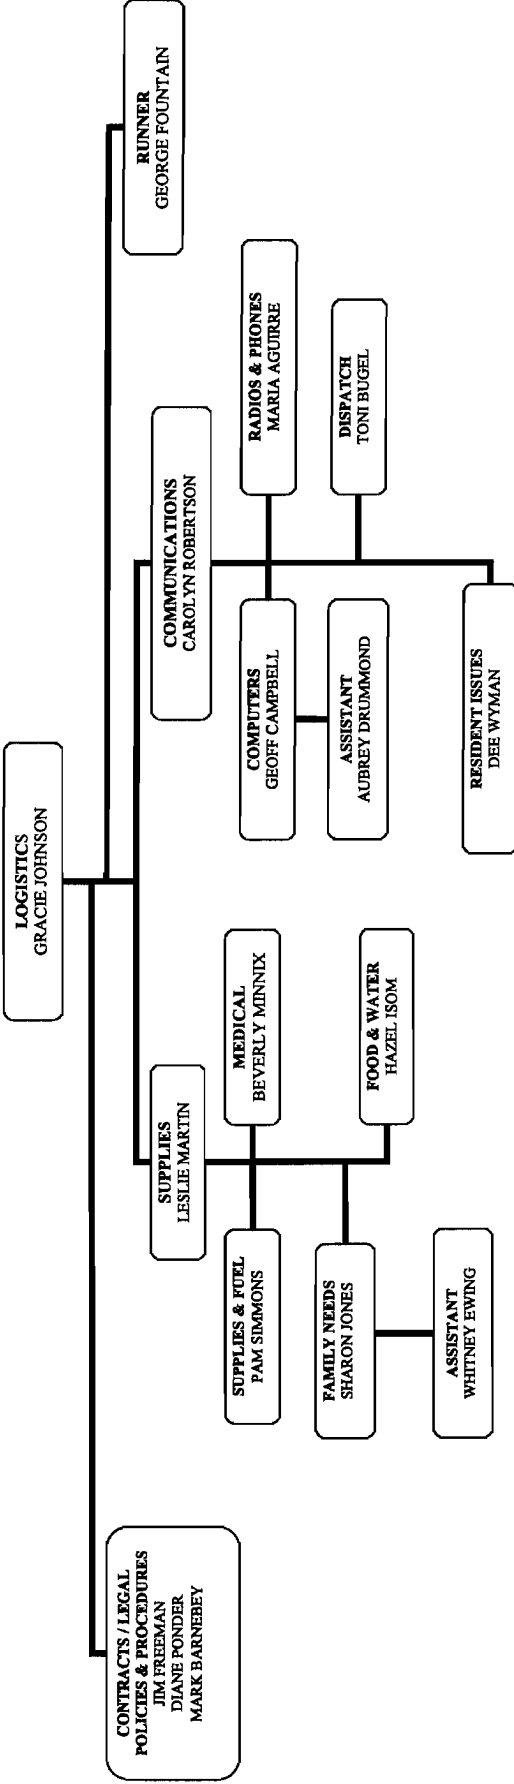 LOGISTICS
GRACIE JOHNSON
CONTRACTS / LEGAL
POLICIES & PROCEDURES
JIM FREEMAN
DIANE PONDER
MARK BARNEBEY
RUNNER
GEORGE FOUNTAIN
SUPPLIES
LESLIE MARTIN
COMMUNICATIONS
CAROLYN ROBERTSON
SUPPLIES & FUEL
PAM SIMMONS
MEDICAL
BEVERLY MINNIX
COMPUTERS
GEOFF CAMPBELL
RADIOS & PHONES
MARIA AGUIRRE
FAMILY NEEDS
SHARON JONES
FOOD & WATER
HAZEL ISOM
ASSISTANT
AUBREY DRUMMOND
DISPATCH
TONI BUGEL
ASSISTANT
WHITNEY EWING
RESIDENT ISSUES
DEE WYMAN